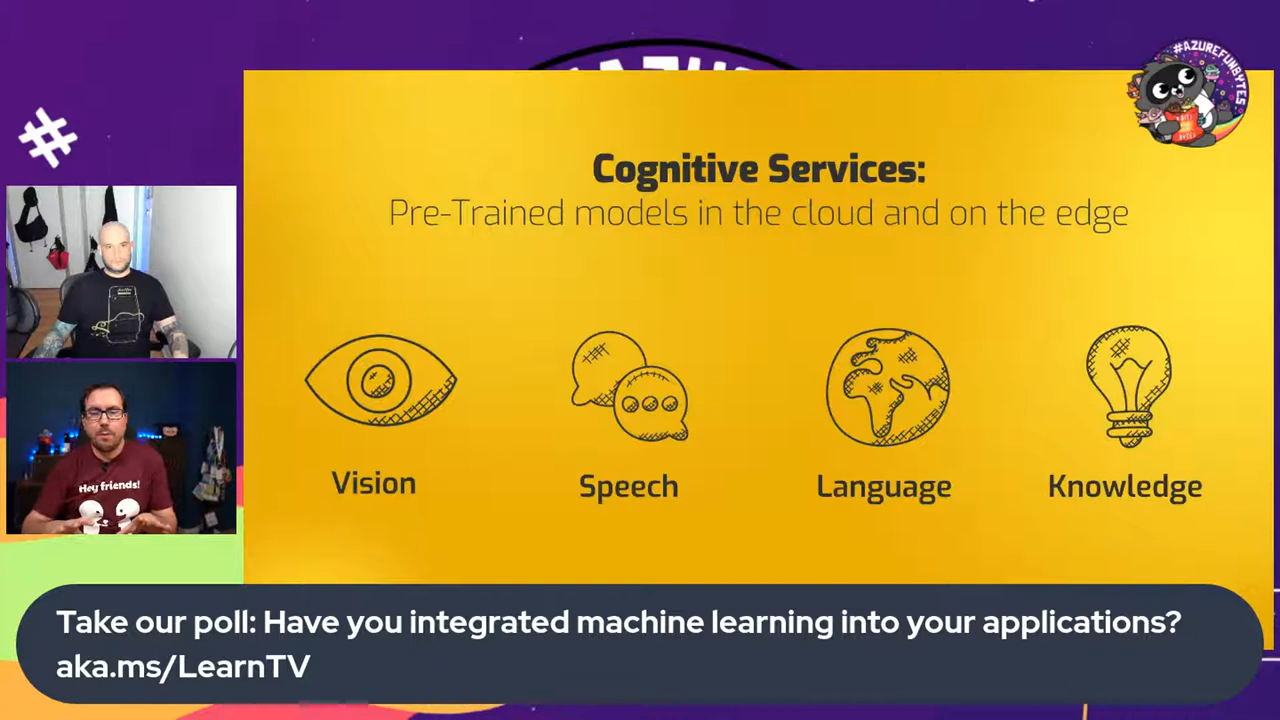 #AZUREFUNBYTES
Cognitive Services:
Pre-Trained models in the cloud and on the edge
Vision
Speech
Language
Knowledge
Hey friends!
Take our poll: Have you integrated machine learning into your applications?
aka.ms/LearnTV